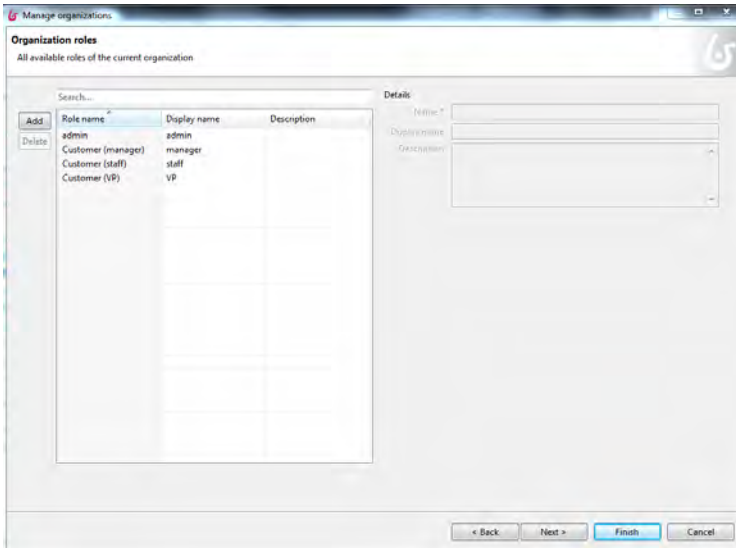 Manage organizations
Organization roles
All available roles of the current organization
Search...
Add
Delete
Role name Display name Description
admin admin
Customer (manager) manager
Customer (staff) staff
Customer (VP) VP
Details
Name *
Display name
Description
< Back Next > Finish Cancel